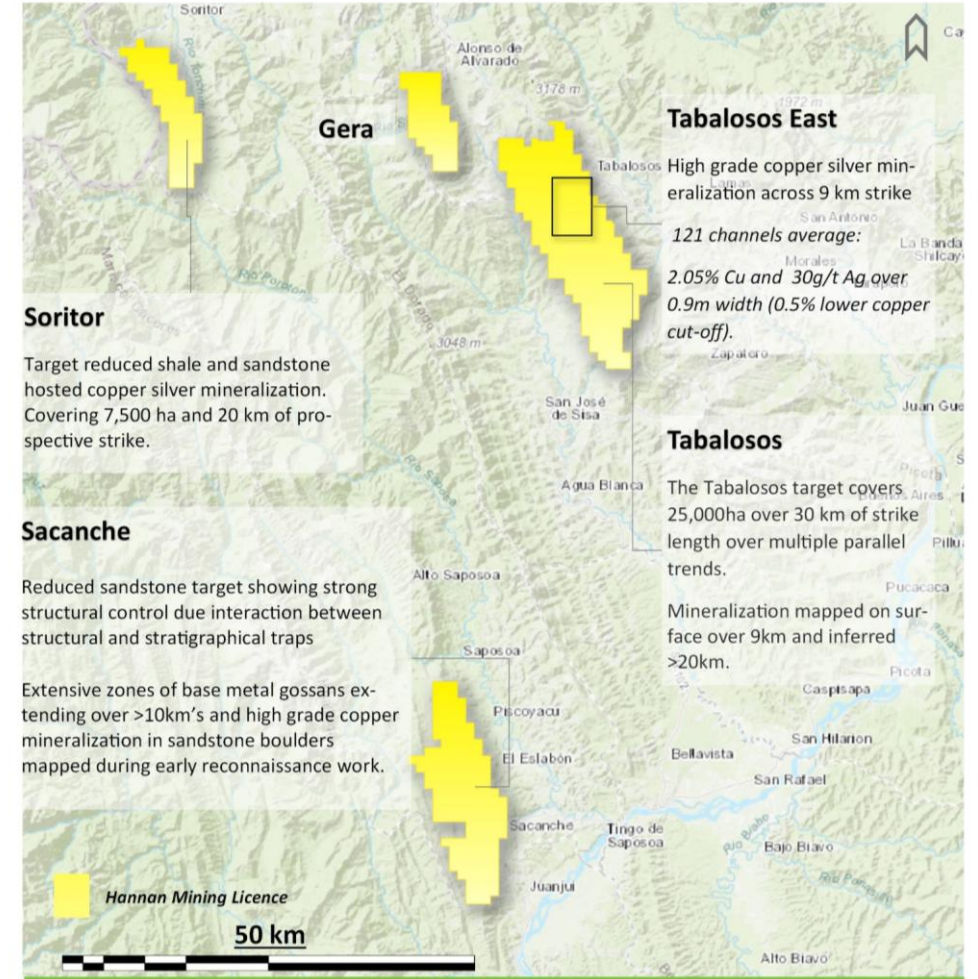 Soritor
Alonso de
Alvarado
3178 m
Gera
Tabalosos East
1972 m
High grade copper silver min-
eralization across 9 km strike
121 channels average:
2.05% Cu and 30g/t Ag over
0.9m width (0.5% lower copper
cut-off).
Tabalosos
Lamas
San Antonio
La Banda
Morales
Zapatero
Soritor
Target reduced shale and sandstone
hosted copper silver mineralization.
Covering 7,500 ha and 20 km of pro-
spective strike.
3048 m
San José
de Sisa
Juan Gue
Tabalosos
The Tabalosos target covers
25,000ha over 30 km of strike
length over multiple parallel
trends.
Mineralization mapped on sur-
face over 9km and inferred
>20km.
Agua Blanca
Aires
Pillu
Pucacaca
Picota
Sacanche
Reduced sandstone target showing strong
structural control due interaction between
structural and stratigraphical traps
Extensive zones of base metal gossans ex-
tending over >10km's and high grade copper
mineralization in sandstone boulders
mapped during early reconnaissance work.
Alto Saposoa
Saposoa
Piscoyacu
El Eslabón
Sacanche
Juanjui
Caspisapa
San Hilarion
Bellavista
San Rafael
Tingo de
Saposoa
Bajo Biavo
Alto Biavo
Hannan Mining Licence
50 km